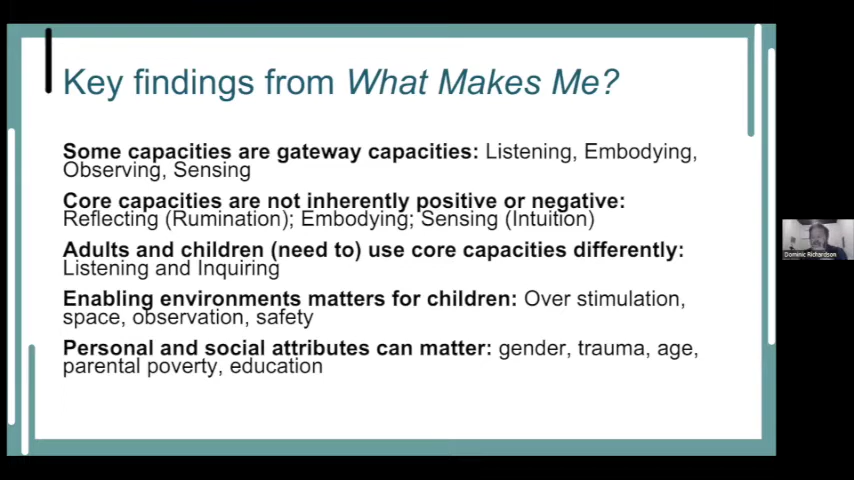 Key findings from What Makes Me?
Some capacities are gateway capacities: Listening, Embodying,
Observing, Sensing
Core capacities are not inherently positive or negative:
Reflecting (Rumination); Embodying; Sensing (Intuition)
Adults and children (need to) use core capacities differently:
Listening and Inquiring
Enabling environments matters for children: Over stimulation,
space, observation, safety
Personal and social attributes can matter: gender, trauma, age,
parental poverty, education
Dominic Richardson